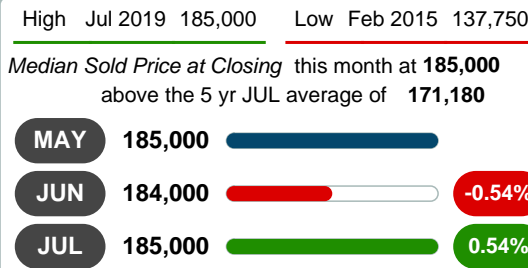 High Jul 2019 185,000 Low Feb 2015 137,750
Median Sold Price at Closing this month at 185,000
above the 5 yr JUL average of 171,180
MAY 185,000
JUN 184,000 -0.54%
JUL 185,000 0.54%